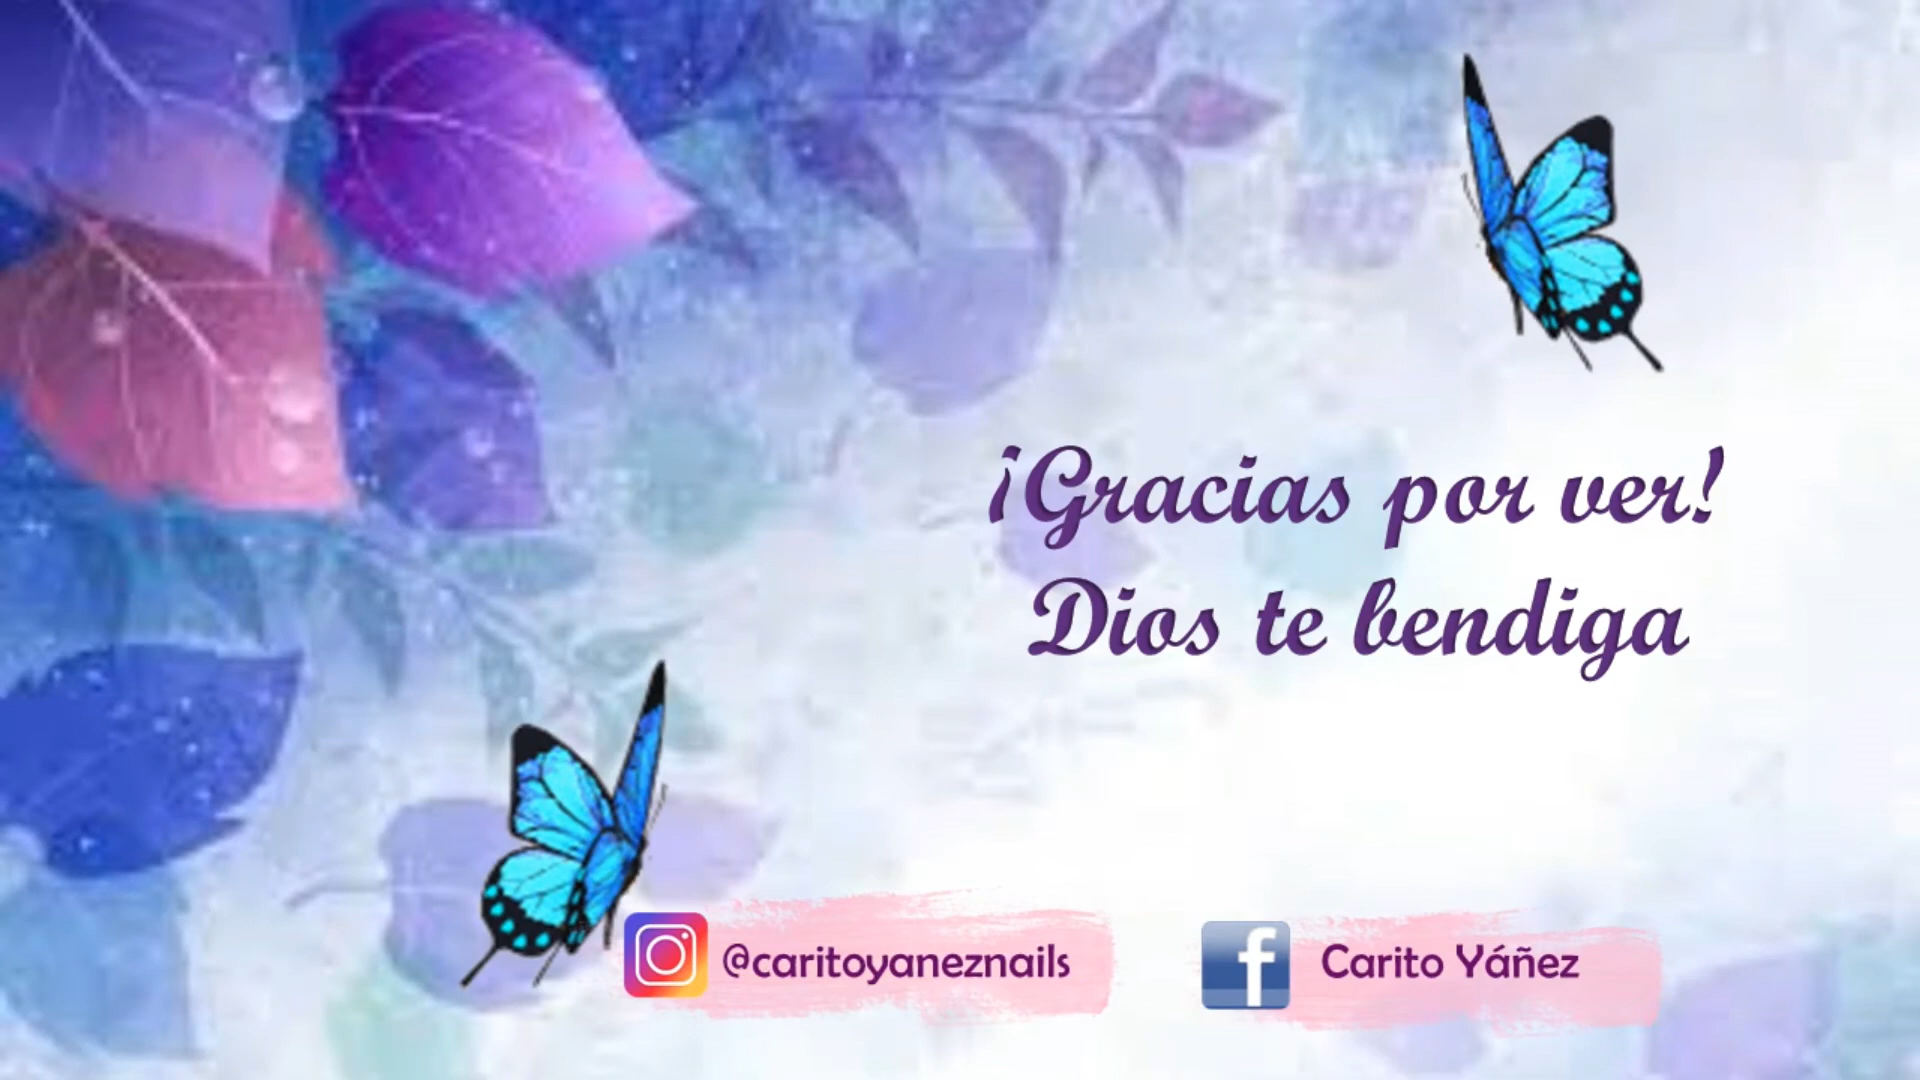 ¡Gracias por ver!
Dios te bendiga
@caritoyaneznails
Carito Yáñez